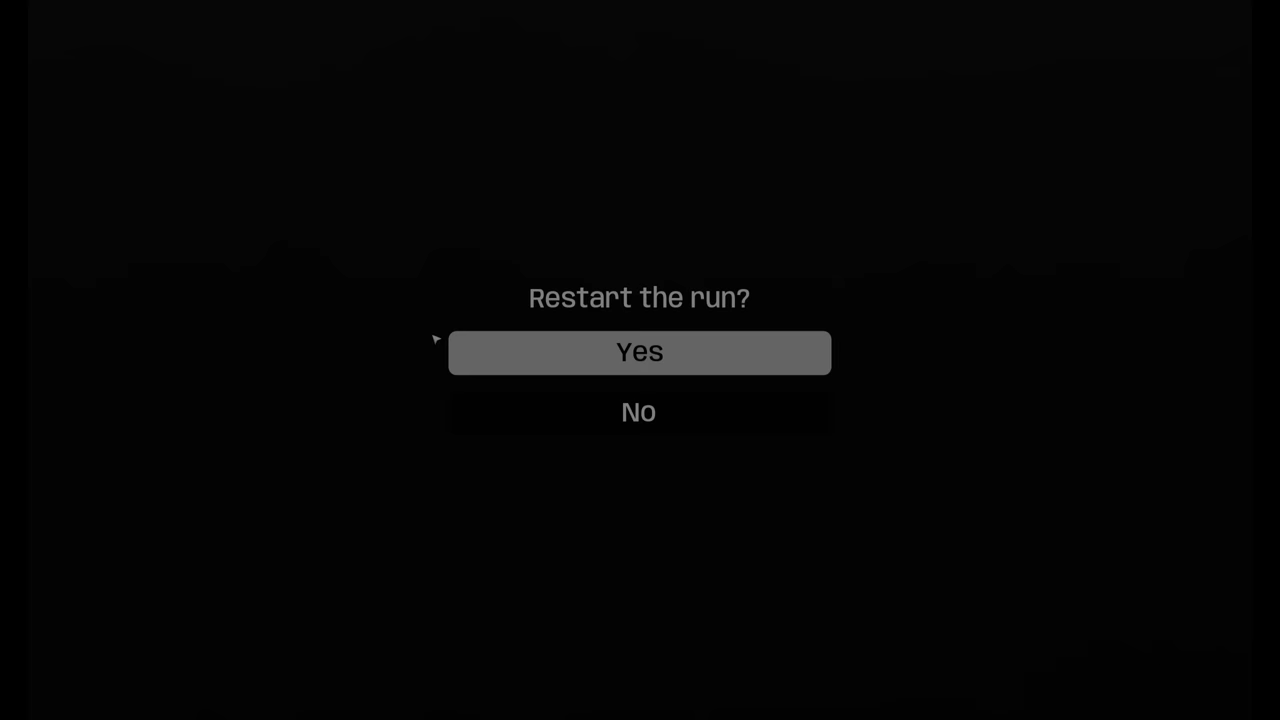 Restart the run?
Yes
No